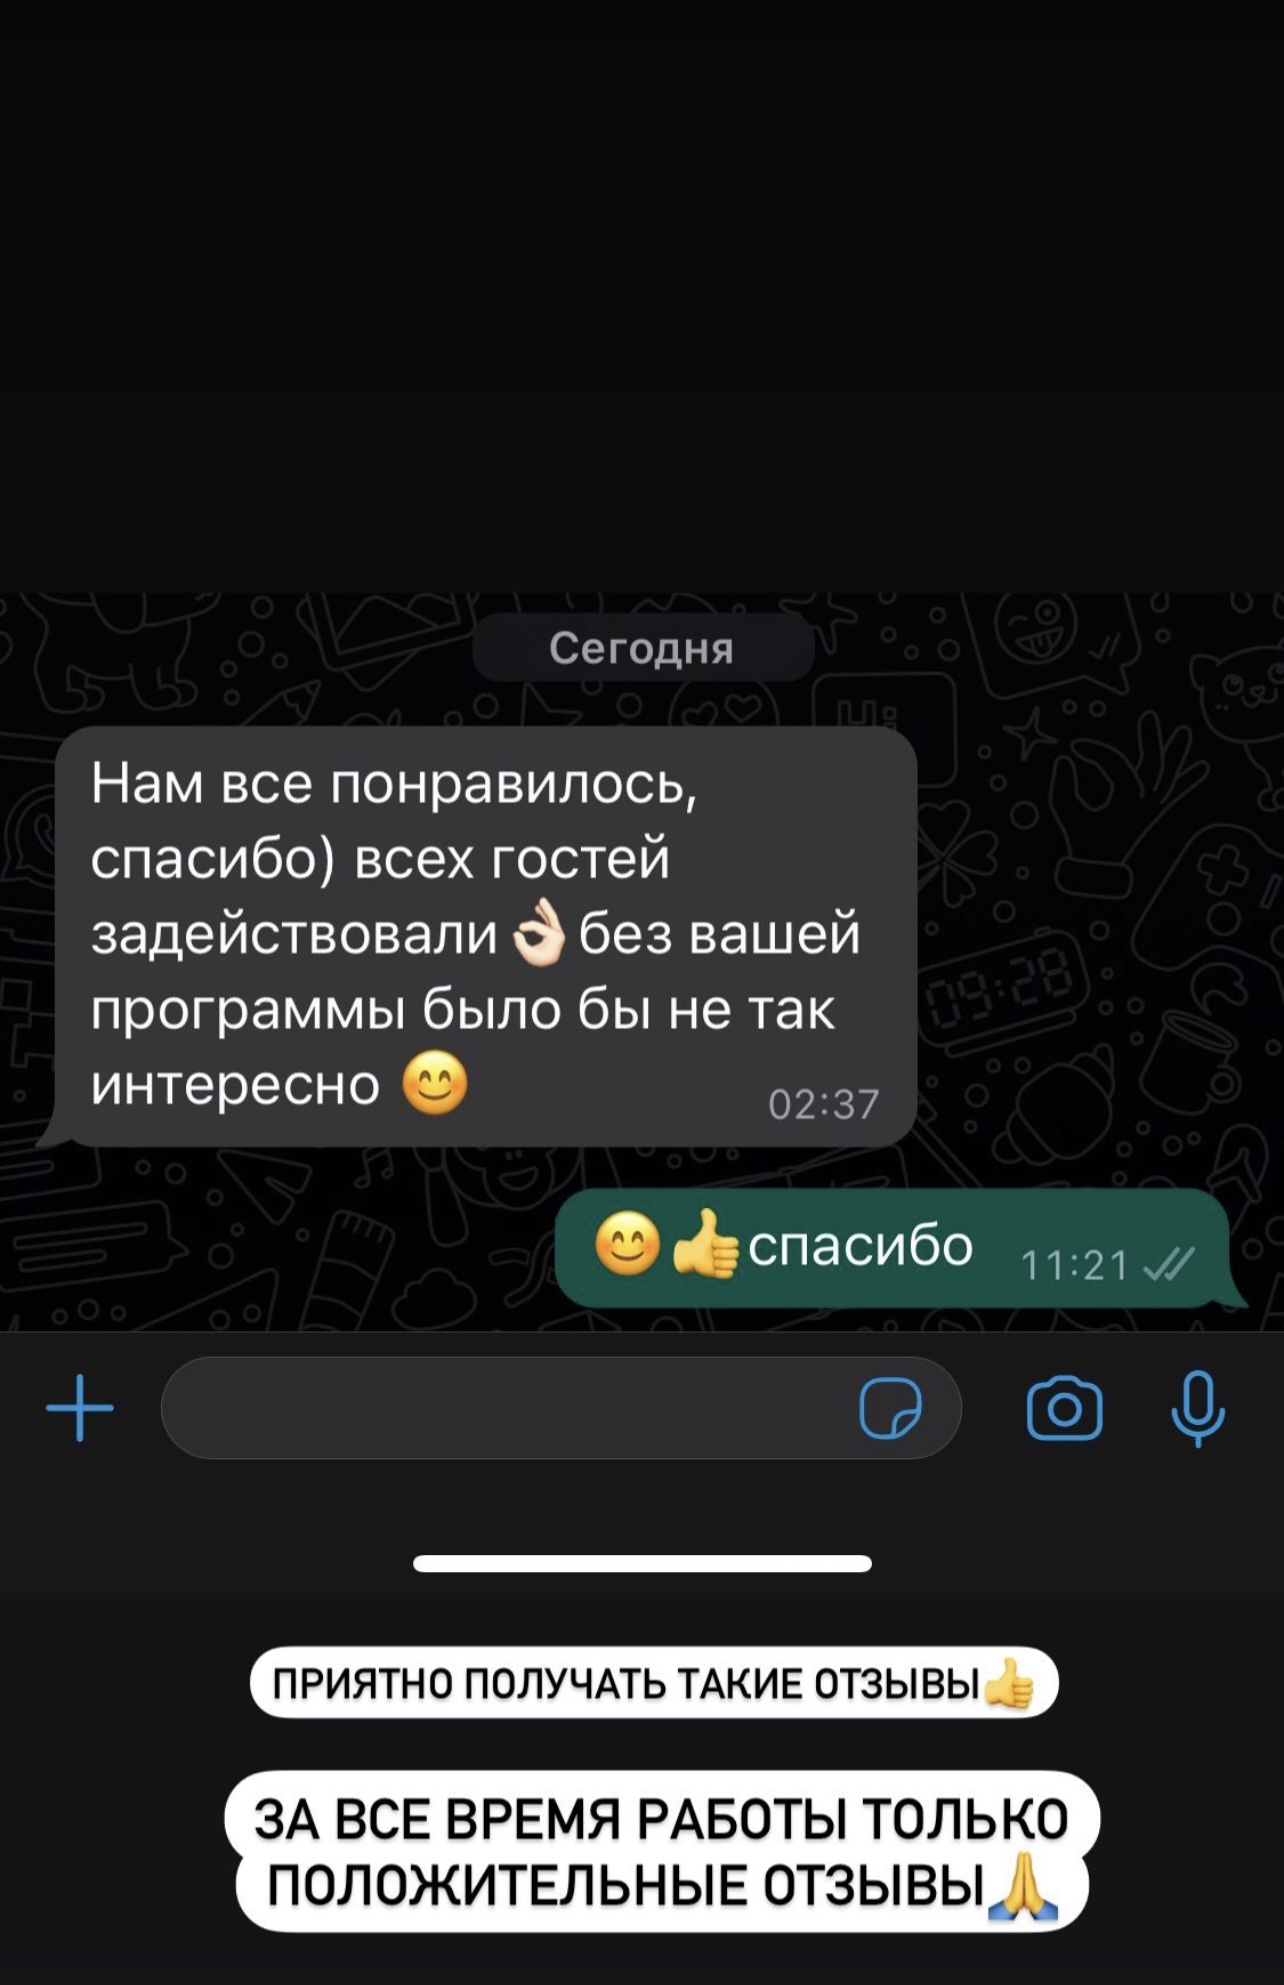 Сегодня
Нам все понравилось,
спасибо) всех гостей
задействовали👌🏻без вашей
программы было бы не так
интересно 😊
02:37
😊👍спасибо 11:21
ПРИЯТНО ПОЛУЧАТЬ ТАКИЕ ОТЗЫВЫ👍
ЗА ВСЕ ВРЕМЯ РАБОТЫ ТОЛЬКО
ПОЛОЖИТЕЛЬНЫЕ ОТЗЫВЫ🙏